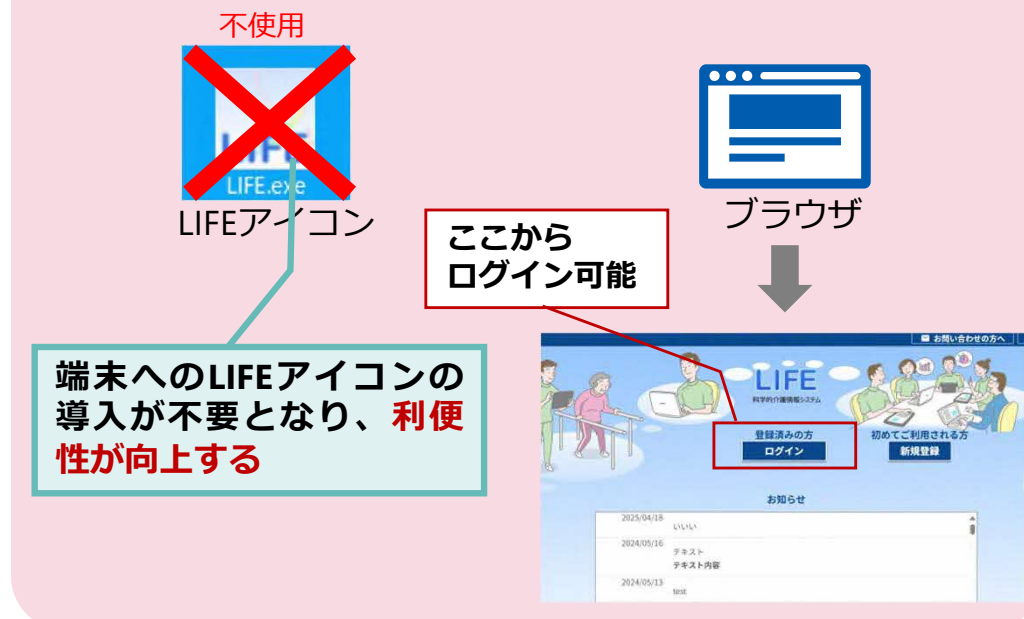 不使用
LIFE
LIFE.exe
LIFEアイコン
ブラウザ
ここから
ログイン可能
端末へのLIFEアイコンの
導入が不要となり、利便
性が向上する
お問い合わせの方へ
LIFE
科学的介護情報システム
登録済みの方
ログイン
初めてご利用される方
新規登録
お知らせ
2025/04/18
いいい
2024/05/16
テキスト
テキスト内容
2024/05/13
test